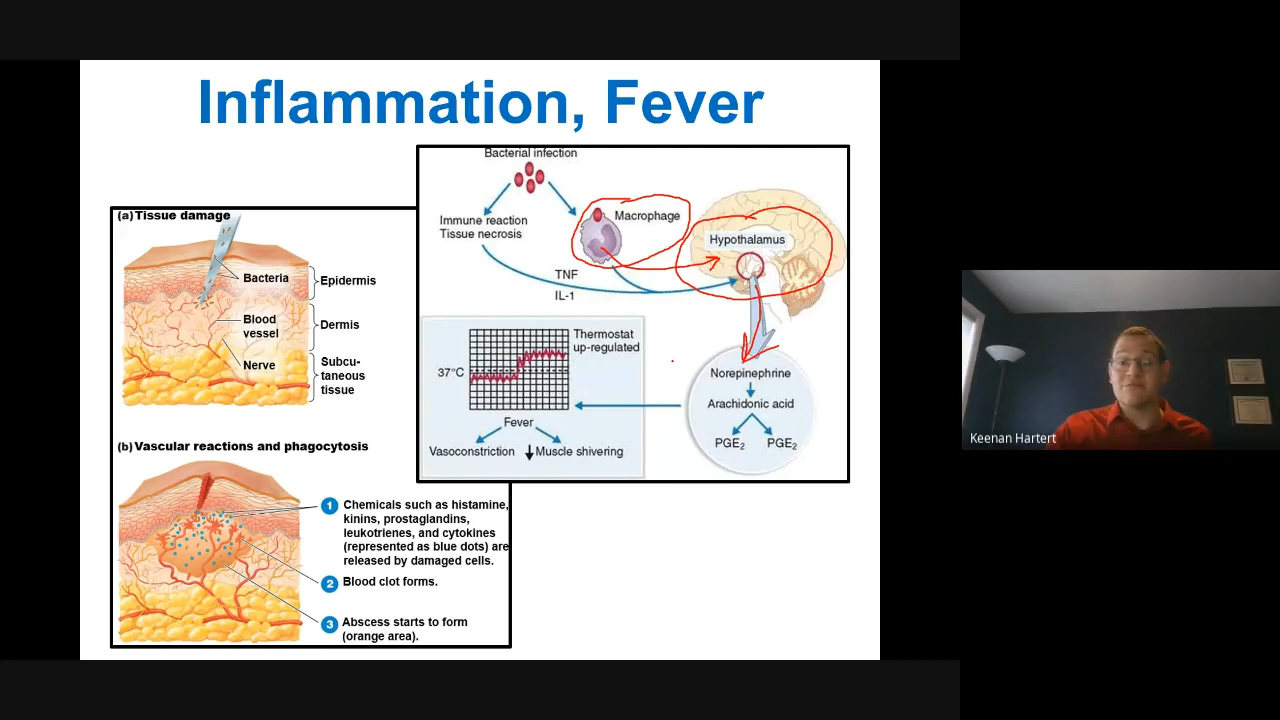 Inflammation, Fever
Bacterial infection
Immune reaction
Tissue necrosis
Macrophage
Hypothalamus
TNF
IL-1
Thermostat
up-regulated
37°C
Fever
Vasoconstriction
Muscle shivering
Norepinephrine
Arachidonic acid
PGE2 PGE2
(a) Tissue damage
Bacteria
Epidermis
Blood
vessel
Dermis
Nerve
Subcu-
taneous
tissue
(b) Vascular reactions and phagocytosis
1 Chemicals such as histamine,
kinins, prostaglandins,
leukotrienes, and cytokines
(represented as blue dots) are
released by damaged cells.
2 Blood clot forms.
3 Abscess starts to form
(orange area).
Keenan Hartert